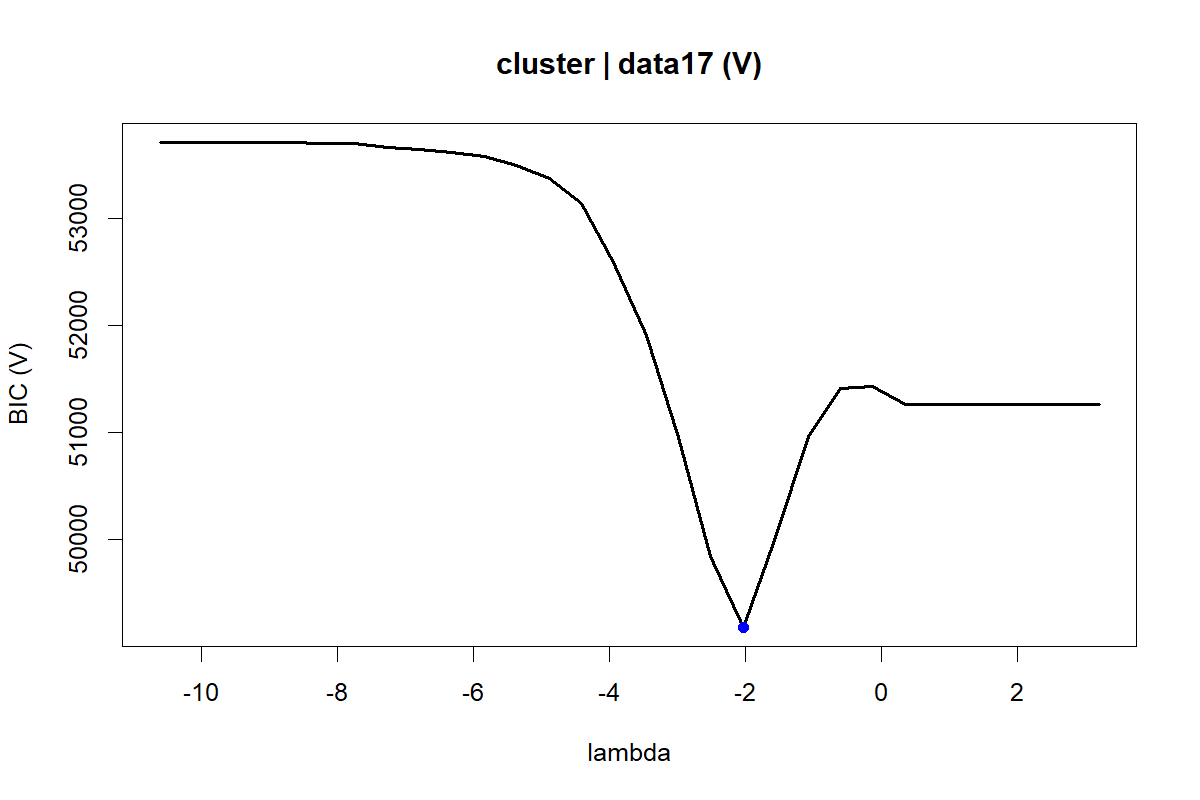 cluster | data17 (V)
BIC (V)
53000
52000
51000
50000
-10 -8 -6 -4 -2 0 2
lambda